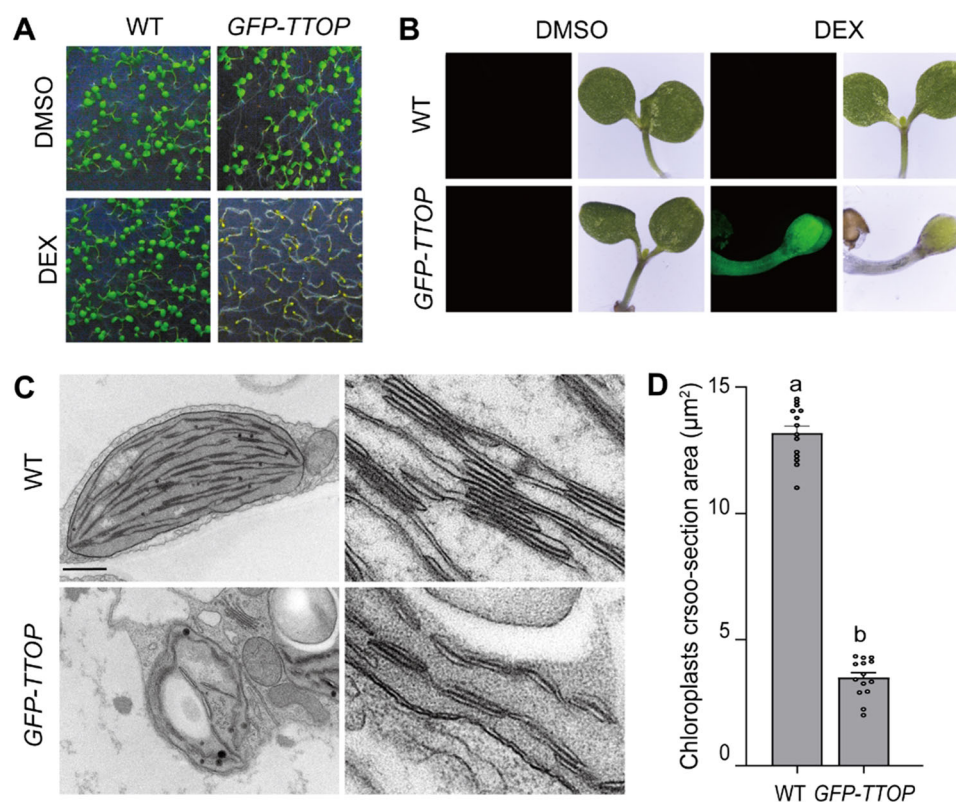 A
WT
GFP-TTOP
DMSO
DEX
B
DMSO
DEX
WT
GFP-TTOP
C
WT
GFP-TTOP
D
Chloroplasts crsoo-section area (µm²)
15
10
5
0
a
b
WT GFP-TTOP